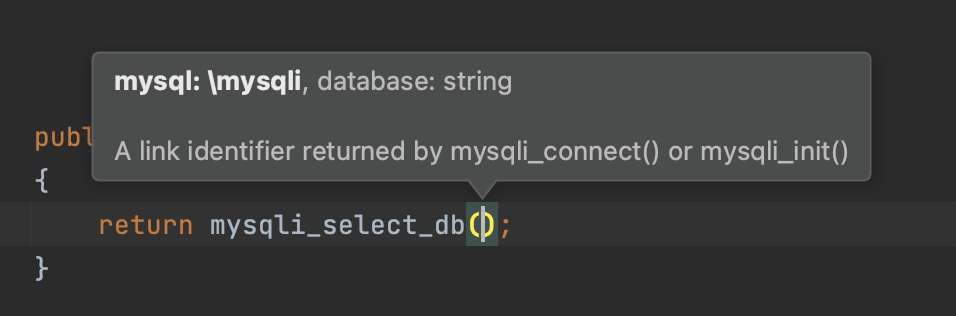 mysql: \mysqli, database: string
A link identifier returned by mysqli_connect() or mysqli_init()
publ
{
return mysqli_select_db();
}